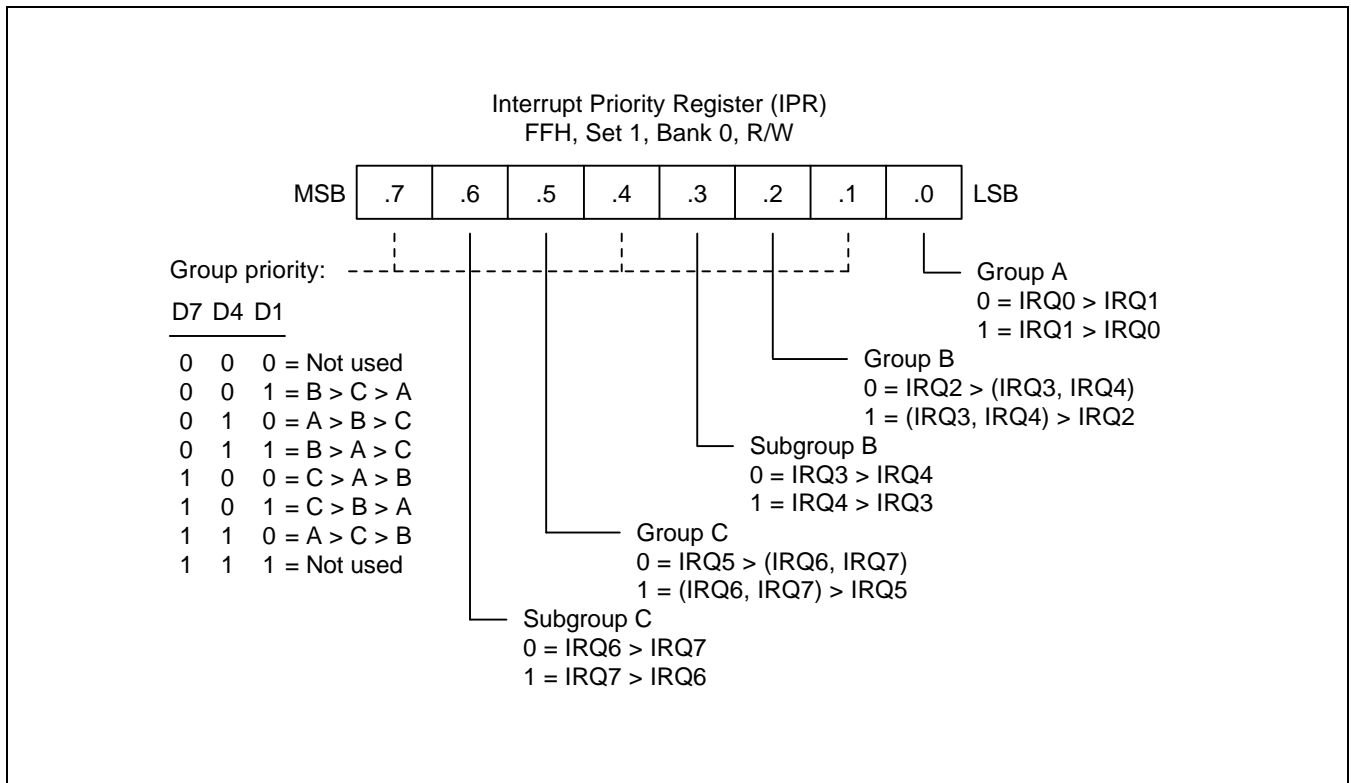 Interrupt Priority Register (IPR)
FFH, Set 1, Bank 0, R/W
MSB .7 .6 .5 .4 .3 .2 .1 .0 LSB
Group priority:
D7 D4 D1
0 0 0 = Not used
0 0 1 = B > C > A
0 1 0 = A > B > C
0 1 1 = B > A > C
1 0 0 = C > A > B
1 0 1 = C > B > A
1 1 0 = A > C > B
1 1 1 = Not used
Group A
0 = IRQ0 > IRQ1
1 = IRQ1 > IRQ0
Group B
0 = IRQ2 > (IRQ3, IRQ4)
1 = (IRQ3, IRQ4) > IRQ2
Subgroup B
0 = IRQ3 > IRQ4
1 = IRQ4 > IRQ3
Group C
0 = IRQ5 > (IRQ6, IRQ7)
1 = (IRQ6, IRQ7) > IRQ5
Subgroup C
0 = IRQ6 > IRQ7
1 = IRQ7 > IRQ6